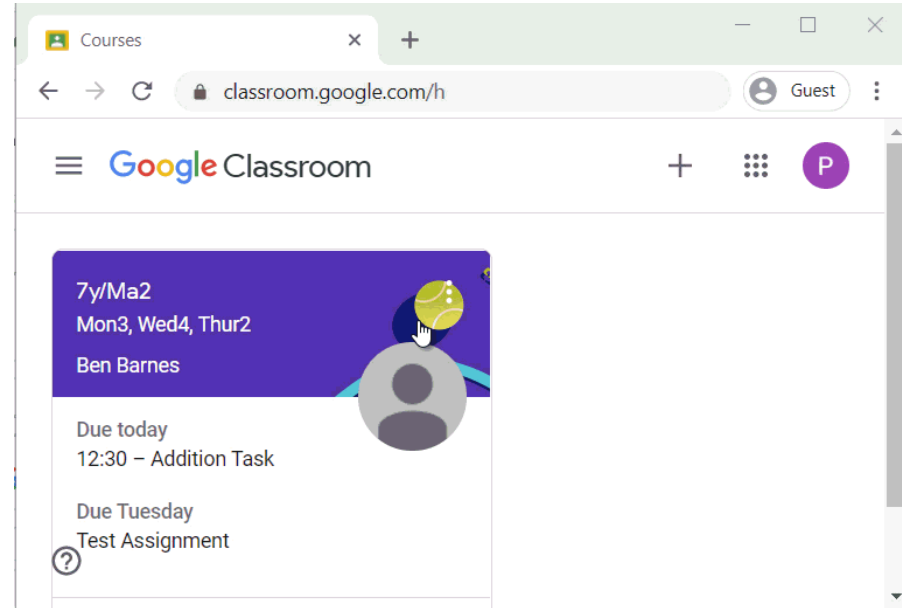 Courses
classroom.google.com/h
Guest
Google Classroom
P
7y/Ma2
Mon3, Wed4, Thur2
Ben Barnes
Due today
12:30 – Addition Task
Due Tuesday
Test Assignment